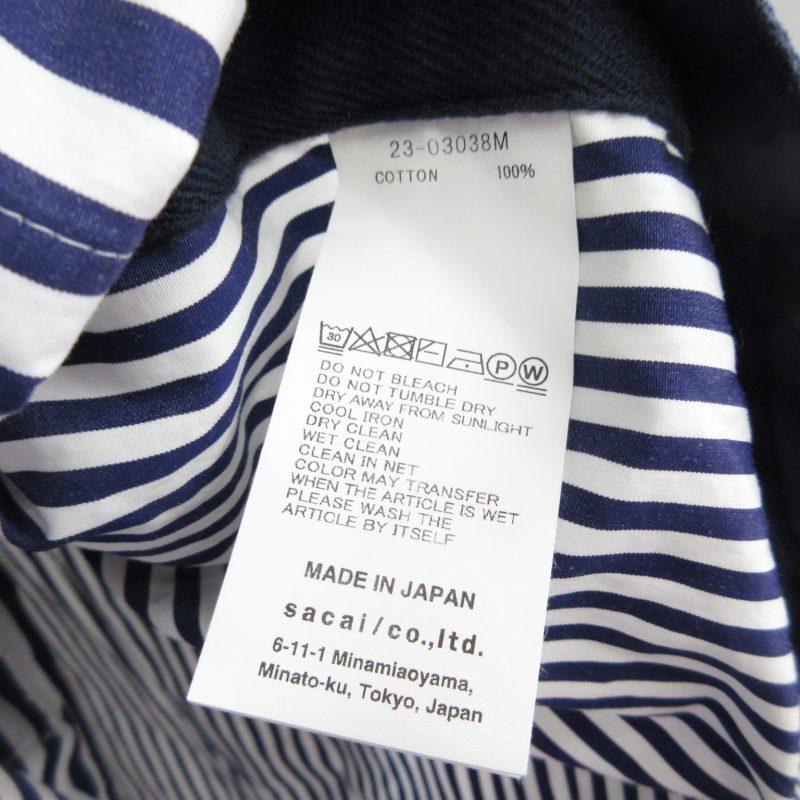 23-03038M
COTTON 100%
30 P W
DO NOT BLEACH
DO NOT TUMBLE DRY
DRY AWAY FROM SUNLIGHT
COOL IRON
DRY CLEAN
WET CLEAN
CLEAN IN NET
COLOR MAY TRANSFER
WHEN THE ARTICLE IS WET
PLEASE WASH THE
ARTICLE BY ITSELF
MADE IN JAPAN
sacai/co.,ltd.
6-11-1 Minamiaoyama,
Minato-ku, Tokyo, Japan